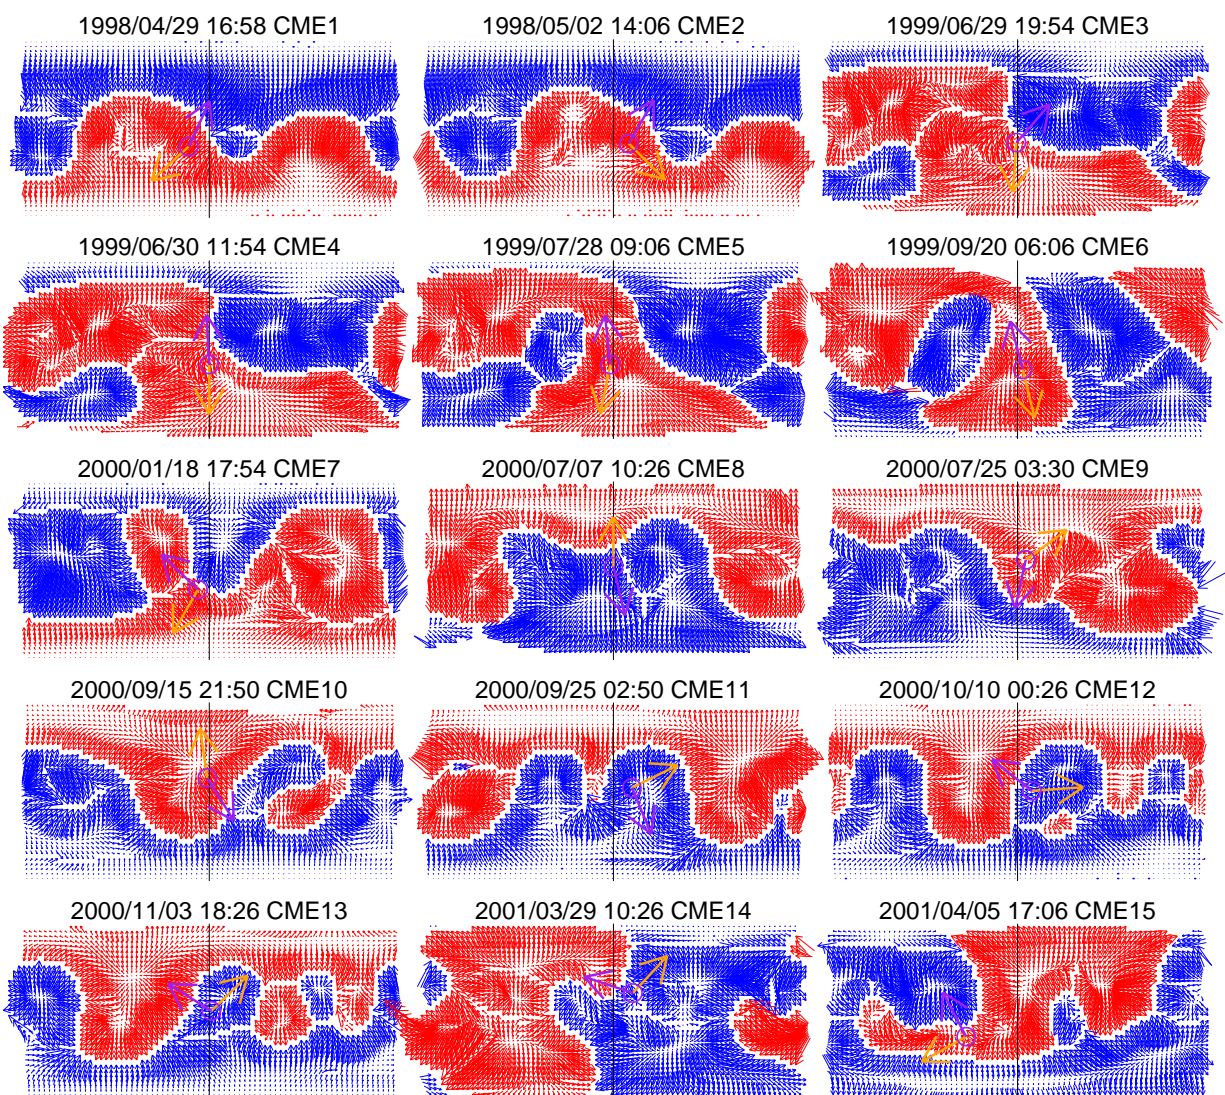 1998/04/29 16:58 CME1
1998/05/02 14:06 CME2
1999/06/29 19:54 CME3
1999/06/30 11:54 CME4
1999/07/28 09:06 CME5
1999/09/20 06:06 CME6
2000/01/18 17:54 CME7
2000/07/07 10:26 CME8
2000/07/25 03:30 CME9
2000/09/15 21:50 CME10
2000/09/25 02:50 CME11
2000/10/10 00:26 CME12
2000/11/03 18:26 CME13
2001/03/29 10:26 CME14
2001/04/05 17:06 CME15